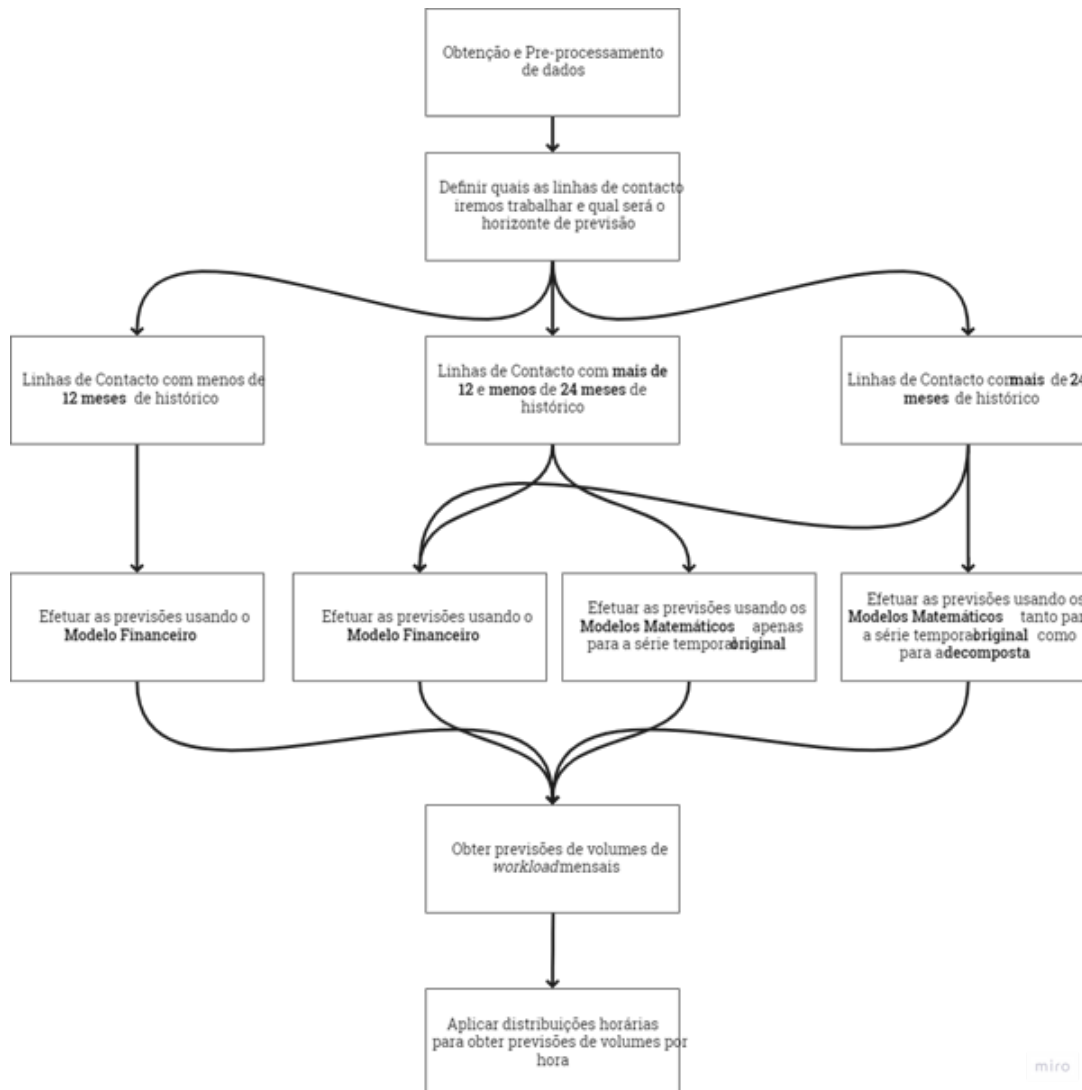 Obtenção e Pre-processamento
de dados
Definir quais as linhas de contacto
iremos trabalhar e qual será o
horizonte de previsão
Linhas de Contacto com menos de
12 meses de histórico
Linhas de Contacto com mais de
12 e menos de 24 meses de
histórico
Linhas de Contacto com mais de 24
meses de histórico
Efetuar as previsões usando o
Modelo Financeiro
Efetuar as previsões usando o
Modelo Financeiro
Efetuar as previsões usando os
Modelos Matemáticos apenas
para a série temporal original
Efetuar as previsões usando os
Modelos Matemáticos tanto par
a série temporal original como
para a decomposta
Obter previsões de volumes de
workload mensais
Aplicar distribuições horárias
para obter previsões de volumes por
hora
miro